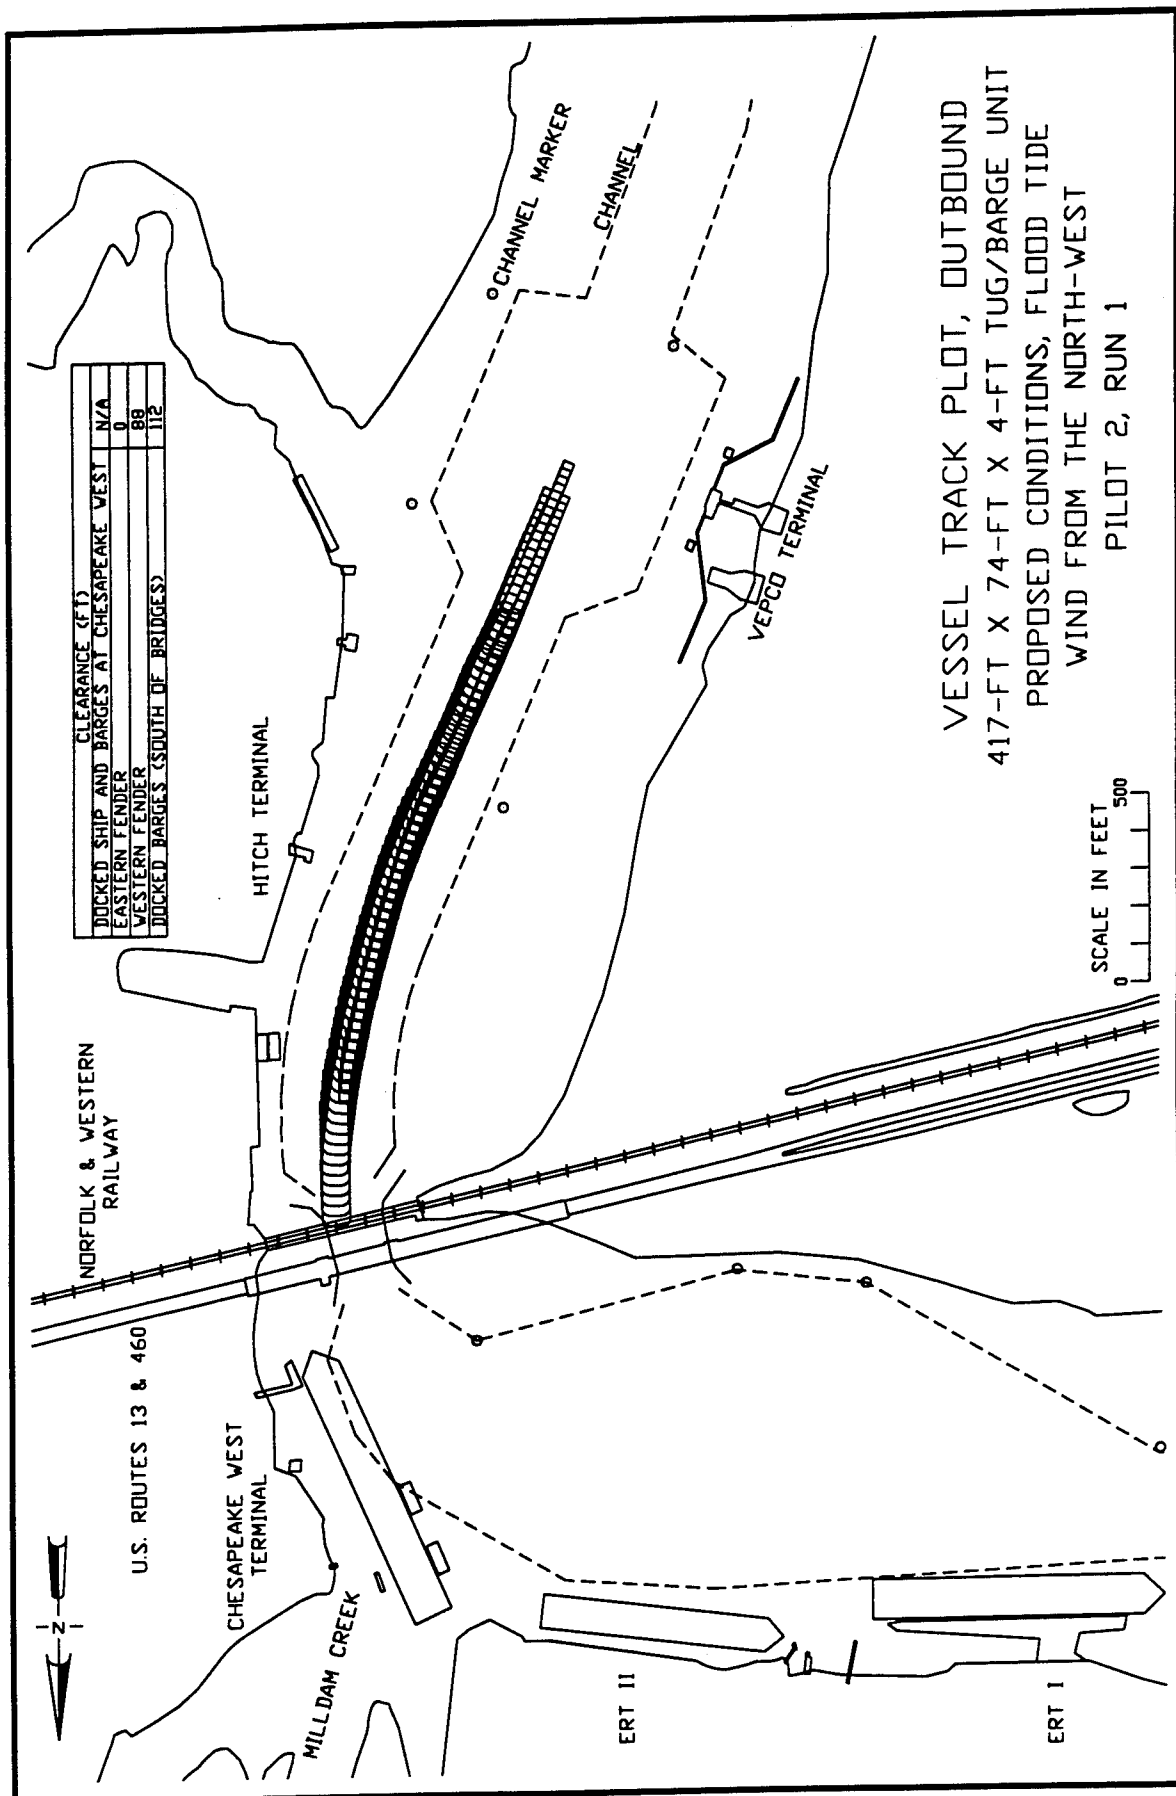 CLEARANCE (FT)
DOCKED SHIP AND BARGES AT CHESAPEAKE WEST N/A
EASTERN FENDER 0
WESTERN FENDER 88
DOCKED BARGES (SOUTH OF BRIDGES) 112
N
U.S. ROUTES 13 & 460
NORFOLK & WESTERN
RAILWAY
HITCH TERMINAL
CHANNEL MARKER
CHANNEL
CHESAPEAKE WEST
TERMINAL
MILLDAM CREEK
VEPCO TERMINAL
ERT II
ERT I
SCALE IN FEET
0 500
VESSEL TRACK PLOT, OUTBOUND
417-FT X 74-FT X 4-FT TUG/BARGE UNIT
PROPOSED CONDITIONS, FLOOD TIDE
WIND FROM THE NORTH-WEST
PILOT 2, RUN 1